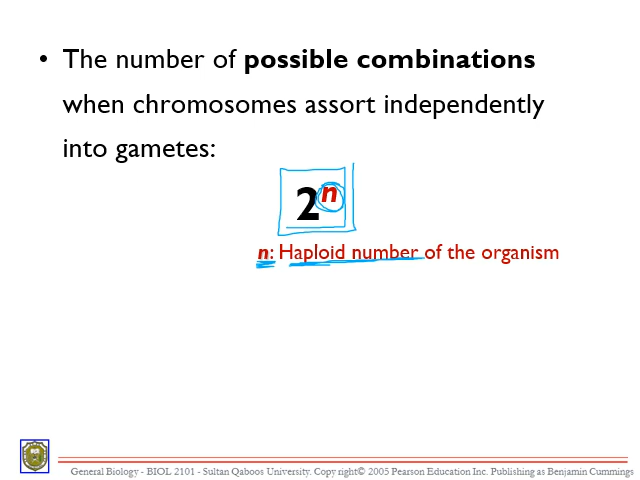 • The number of possible combinations
when chromosomes assort independently
into gametes:
2ⁿ
n: Haploid number of the organism
General Biology - BIOL 2101 - Sultan Qaboos University. Copy right© 2005 Pearson Education Inc. Publishing as Benjamin Cummings